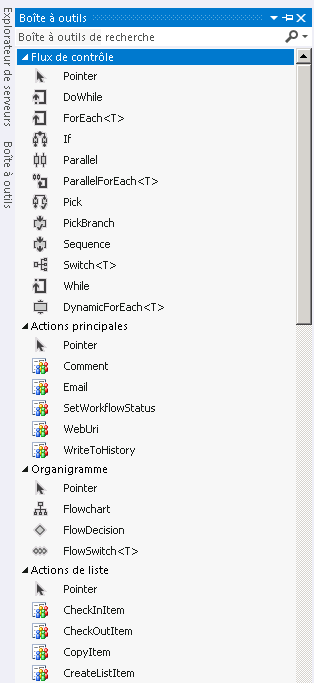 Boîte à outils
Boîte à outils de recherche
Explorateur de serveurs
Boîte à outils
Flux de contrôle
Pointer
DoWhile
ForEach<T>
If
Parallel
ParallelForEach<T>
Pick
PickBranch
Sequence
Switch<T>
While
DynamicForEach<T>
Actions principales
Pointer
Comment
Email
SetWorkflowStatus
WebUri
WriteToHistory
Organigramme
Pointer
Flowchart
FlowDecision
FlowSwitch<T>
Actions de liste
Pointer
CheckInItem
CheckOutItem
CopyItem
CreateListItem